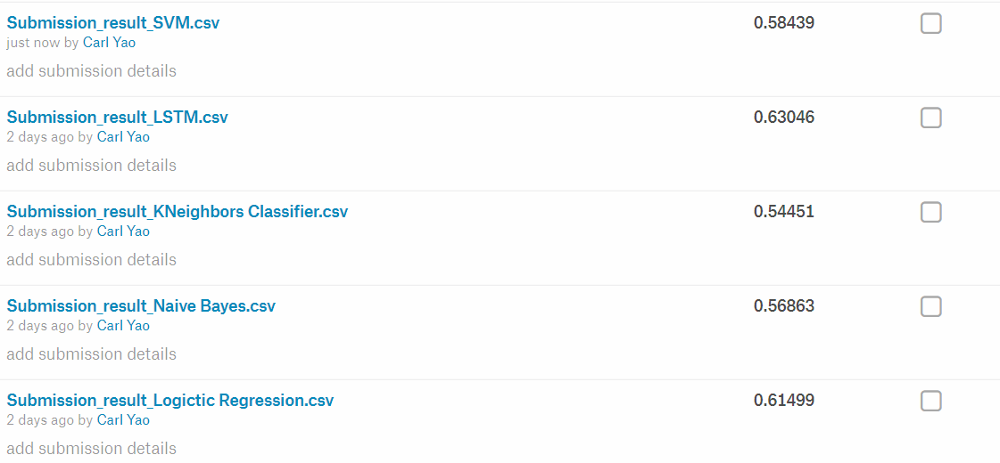 Submission_result_SVM.csv 0.58439
just now by Carl Yao
add submission details
Submission_result_LSTM.csv 0.63046
2 days ago by Carl Yao
add submission details
Submission_result_KNeighbors Classifier.csv 0.54451
2 days ago by Carl Yao
add submission details
Submission_result_Naive Bayes.csv 0.56863
2 days ago by Carl Yao
add submission details
Submission_result_Logictic Regression.csv 0.61499
2 days ago by Carl Yao
add submission details